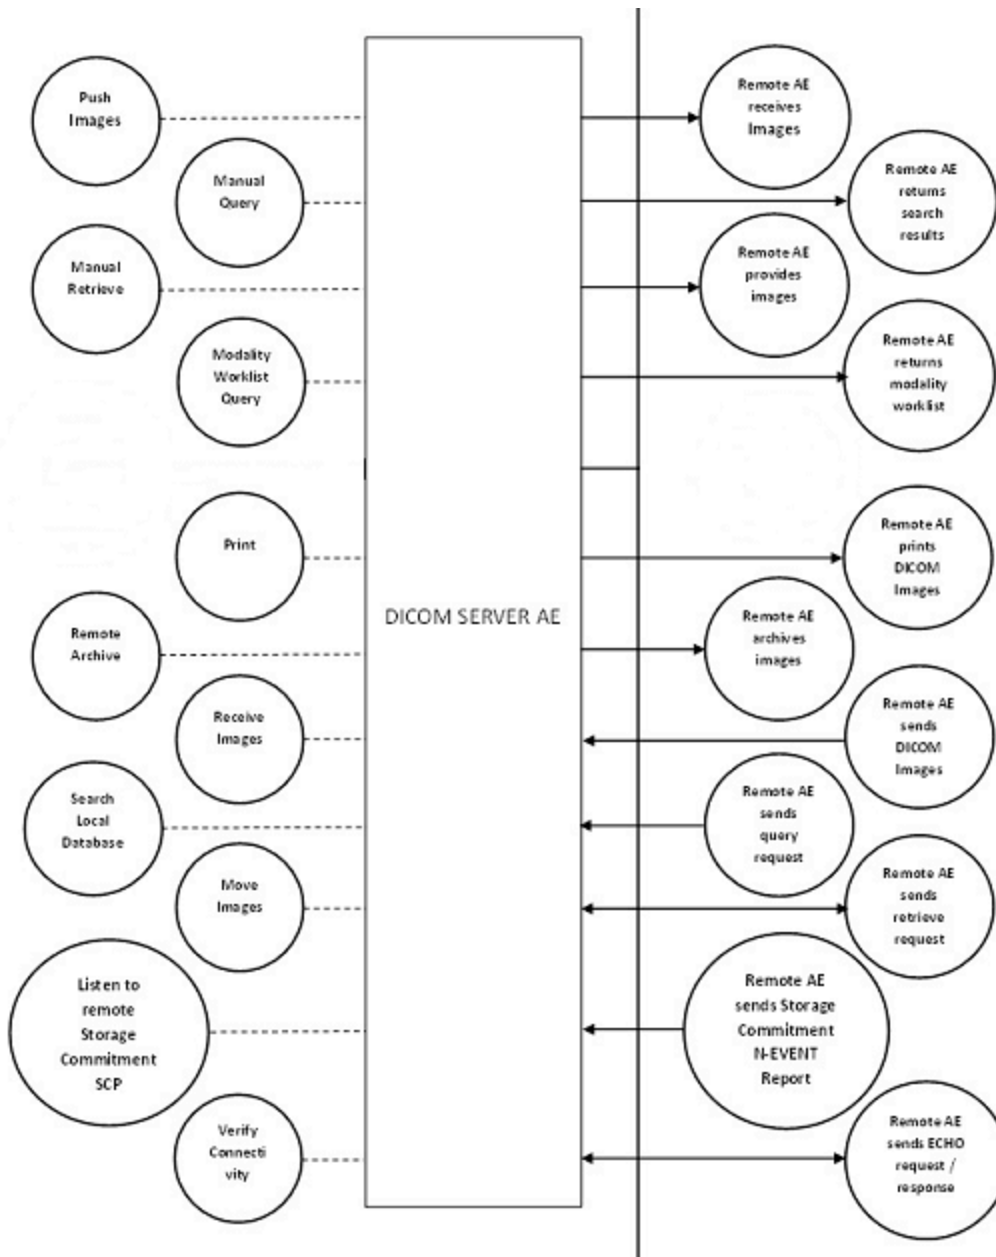 Push
Images
Remote AE
receives
Images
Manual
Query
Remote AE
returns
search
results
Manual
Retrieve
Remote AE
provides
images
Modality
Worklist
Query
Remote AE
returns
modality
worklist
Print
Remote AE
prints
DICOM
Images
DICOM SERVER AE
Remote
Archive
Remote AE
archives
images
Receive
Images
Remote AE
sends
DICOM
Images
Search
Local
Database
Remote AE
sends
query
request
Move
Images
Remote AE
sends
retrieve
request
Listen to
remote
Storage
Commitment
SCP
Remote AE
sends Storage
Commitment
N-EVENT
Report
Verify
Connecti
vity
Remote AE
sends ECHO
request /
response